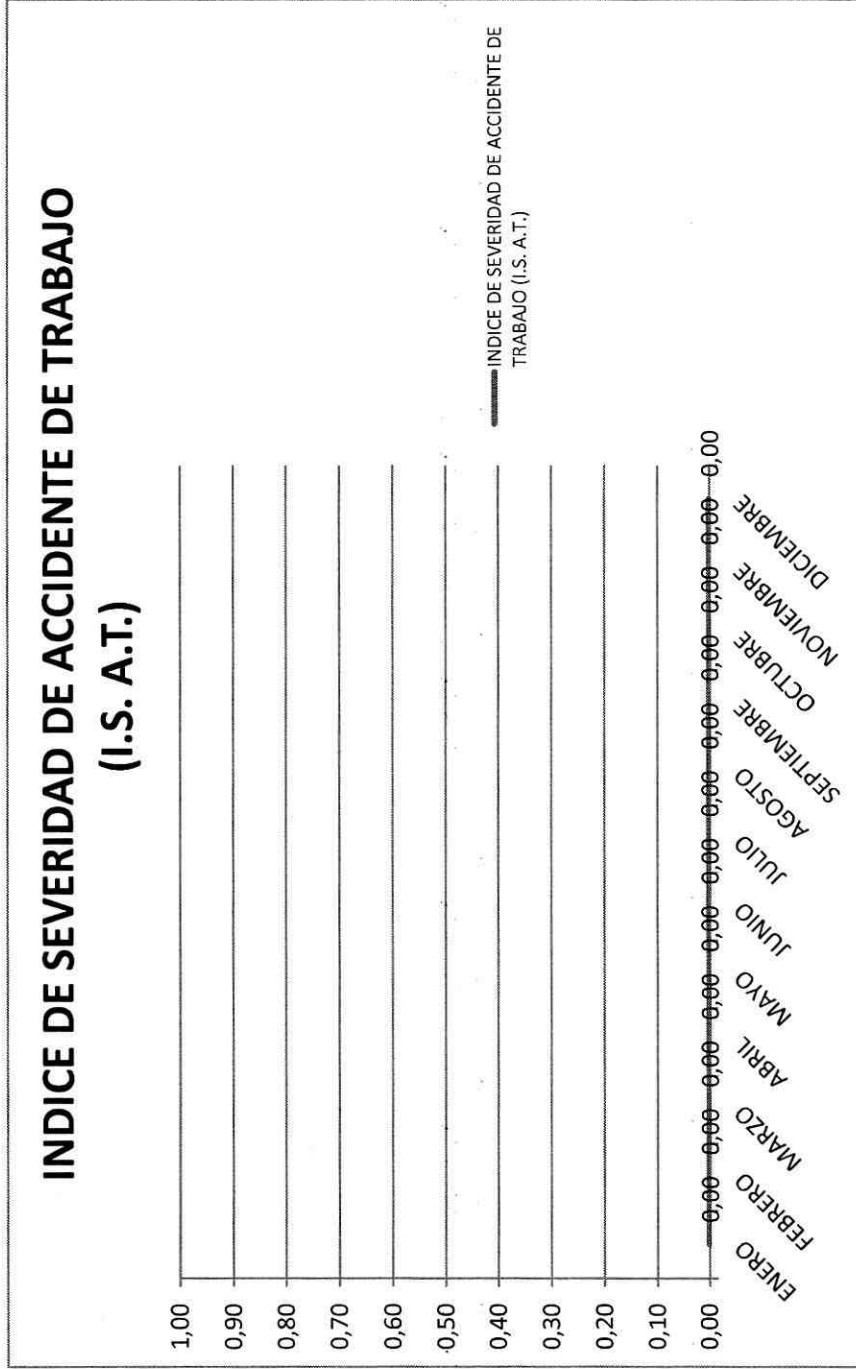 INDICE DE SEVERIDAD DE ACCIDENTE DE TRABAJO
(I.S. A.T.)
1,00
0,90
0,80
0,70
0,60
0,50
0,40
0,30
0,20
0,10
0,00
0,00 0,00 0,00 0,00 0,00 0,00 0,00 0,00 0,00 0,00 0,00 0,00
ENERO
FEBRERO
MARZO
ABRIL
MAYO
JUNIO
JULIO
AGOSTO
SEPTIEMBRE
OCTUBRE
NOVIEMBRE
DICIEMBRE
INDICE DE SEVERIDAD DE ACCIDENTE DE
TRABAJO (I.S. A.T.)